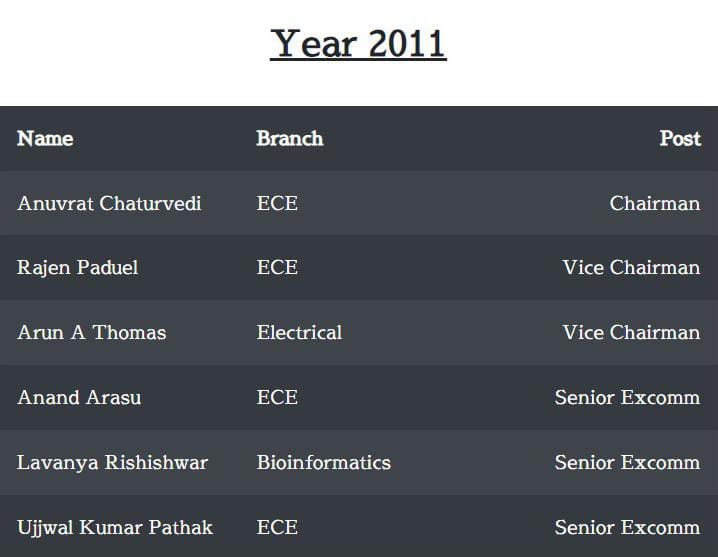 Year 2011
Name Branch Post
Anuvrat Chaturvedi ECE Chairman
Rajen Paduel ECE Vice Chairman
Arun A Thomas Electrical Vice Chairman
Anand Arasu ECE Senior Excomm
Lavanya Rishishwar Bioinformatics Senior Excomm
Ujjwal Kumar Pathak ECE Senior Excomm